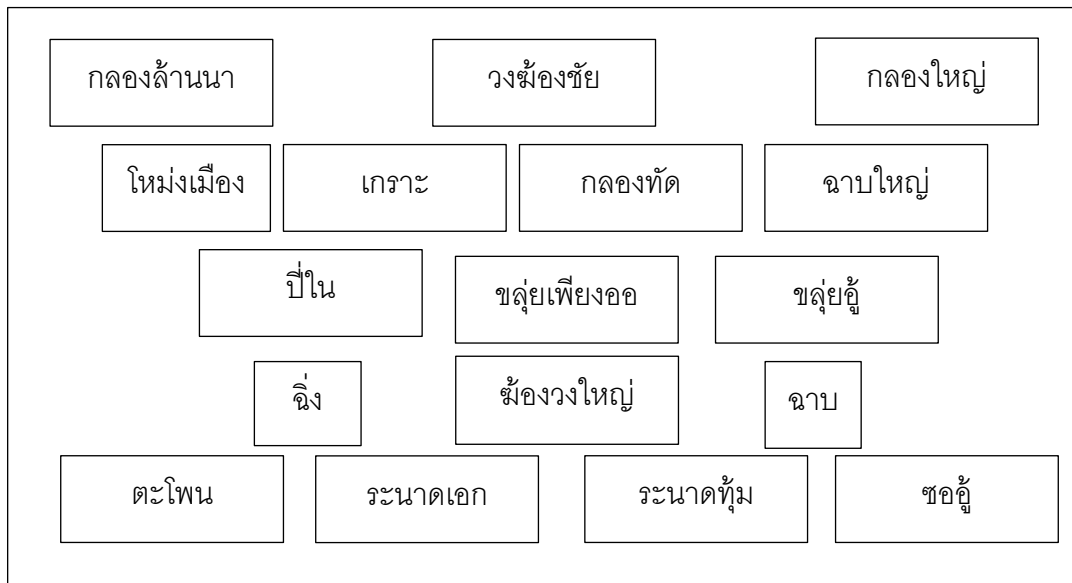 กลองล้านนา
วงฆ้องชัย
กลองใหญ่
โหม่งเมือง
เกราะ
กลองทัด
ฉาบใหญ่
ปี่ใน
ขลุ่ยเพียงออ
ขลุ่ยอู้
ฉิ่ง
ฆ้องวงใหญ่
ฉาบ
ตะโพน
ระนาดเอก
ระนาดทุ้ม
ซออู้